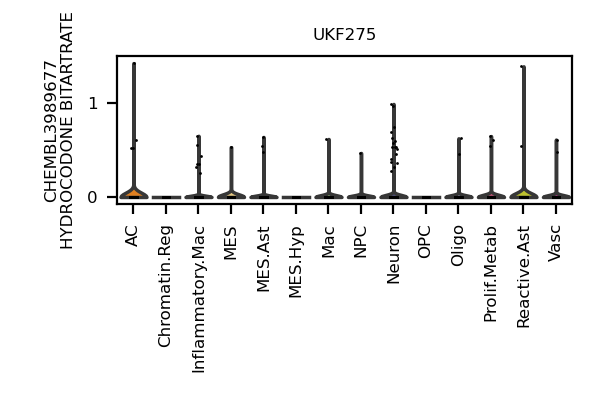 UKF275
CHEMBL3989677
HYDROCODONE BITARTRATE
1
0
AC
Chromatin.Reg
Inflammatory.Mac
MES
MES.Ast
MES.Hyp
Mac
NPC
Neuron
OPC
Oligo
Prolif.Metab
Reactive.Ast
Vasc